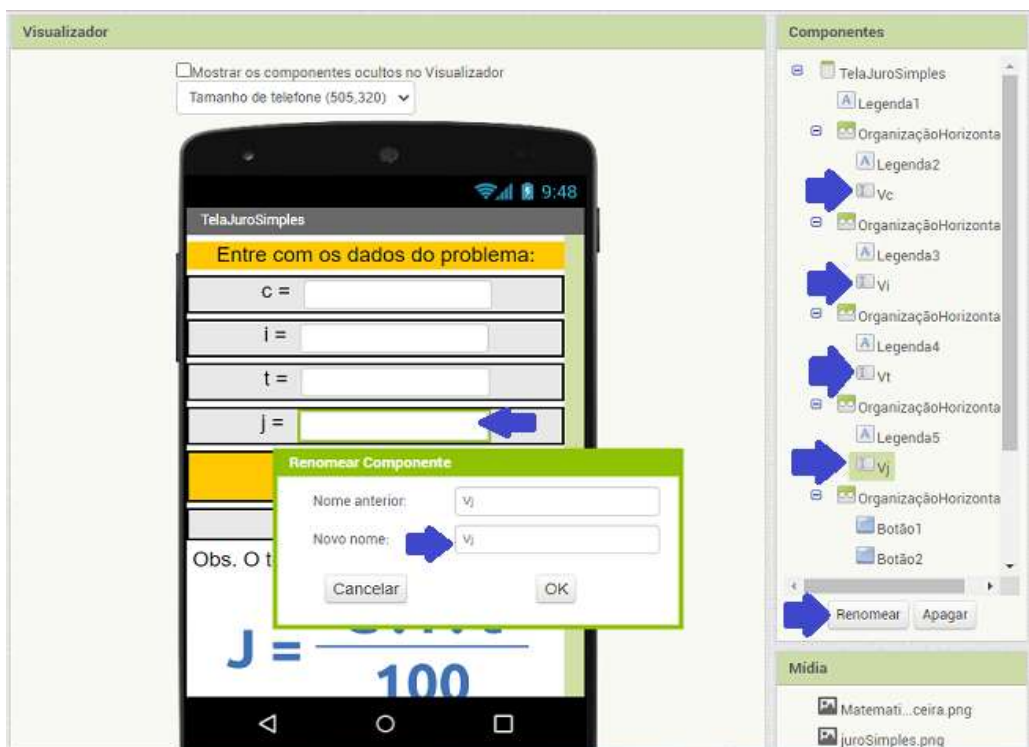 Visualizador
Mostrar os componentes ocultos no Visualizador
Tamanho de telefone (505,320)
9:48
TelaJuroSimples
Entre com os dados do problema:
c =
i =
t =
j =
Renomear Componente
Nome anterior:
Vj
Novo nome:
Vj
Cancelar
OK
Obs. O t
J =
100
Componentes
TelaJuroSimples
Legenda1
OrganizaçãoHorizonta
Legenda2
Vc
OrganizaçãoHorizonta
Legenda3
Vi
OrganizaçãoHorizonta
Legenda4
Vt
OrganizaçãoHorizonta
Legenda5
Vj
OrganizaçãoHorizonta
Botão1
Botão2
Renomear Apagar
Mídia
Matemati...ceira.png
juroSimples.png